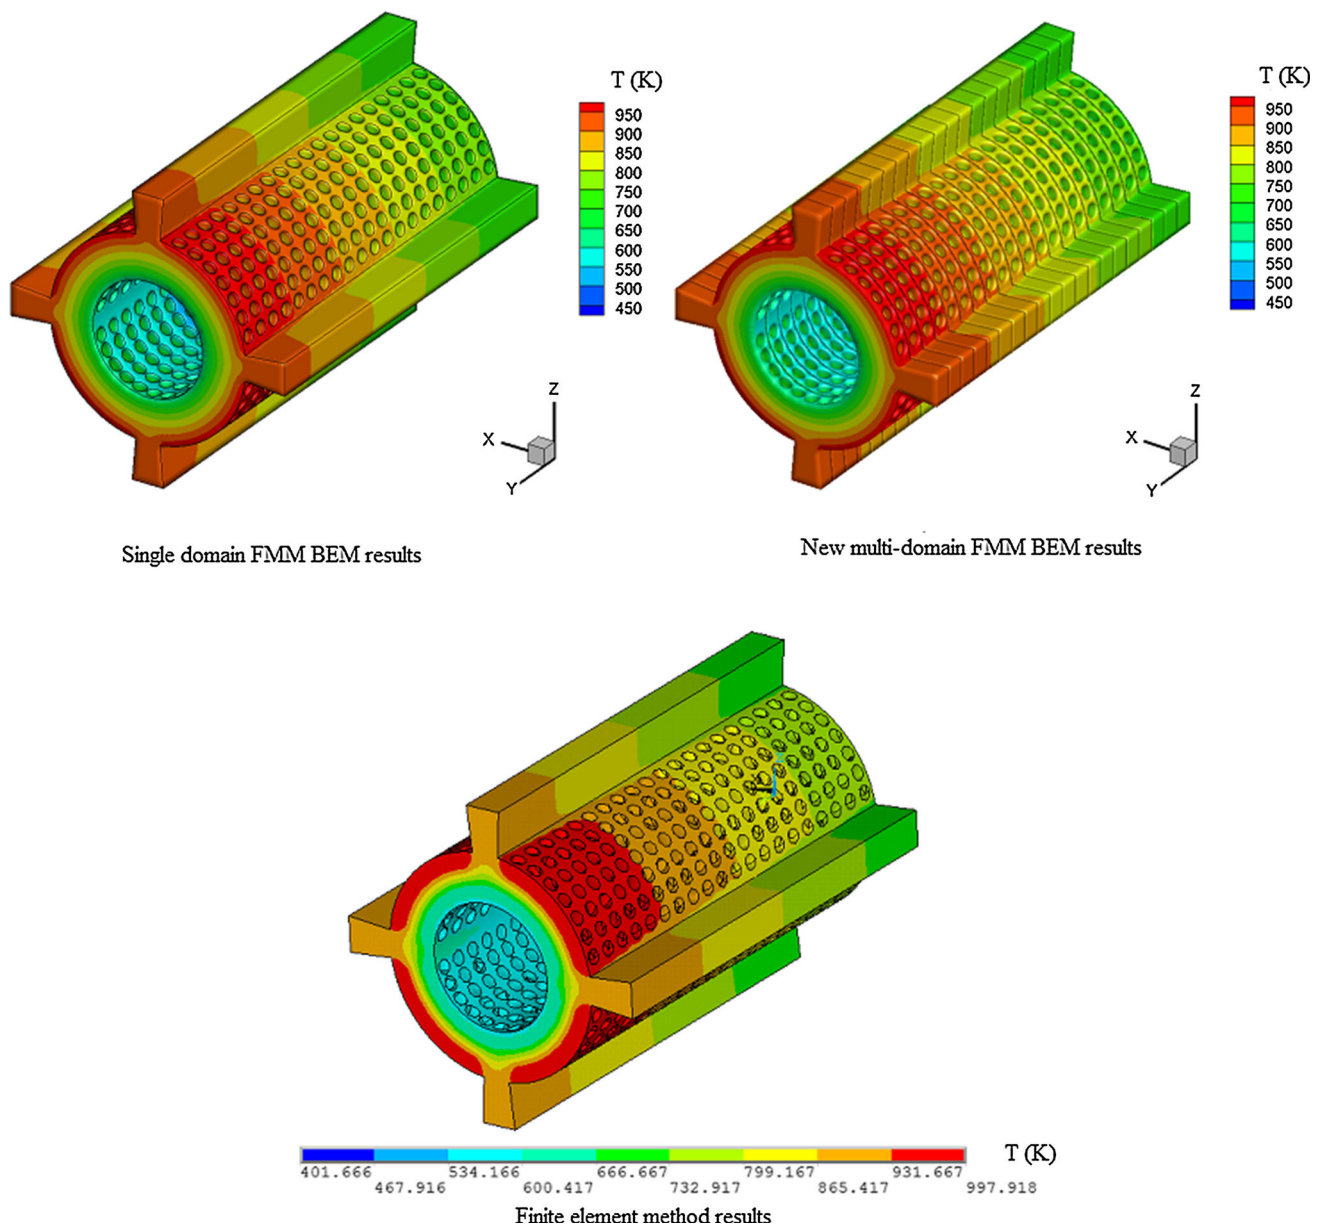 T (K)
950
900
850
800
750
700
650
600
550
500
450
Z
X
Y
Single domain FMM BEM results
T (K)
950
900
850
800
750
700
650
600
550
500
450
Z
X
Y
New multi-domain FMM BEM results
T (K)
401.666 534.166 666.667 799.167 931.667
467.916 600.417 732.917 865.417 997.918
Finite element method results